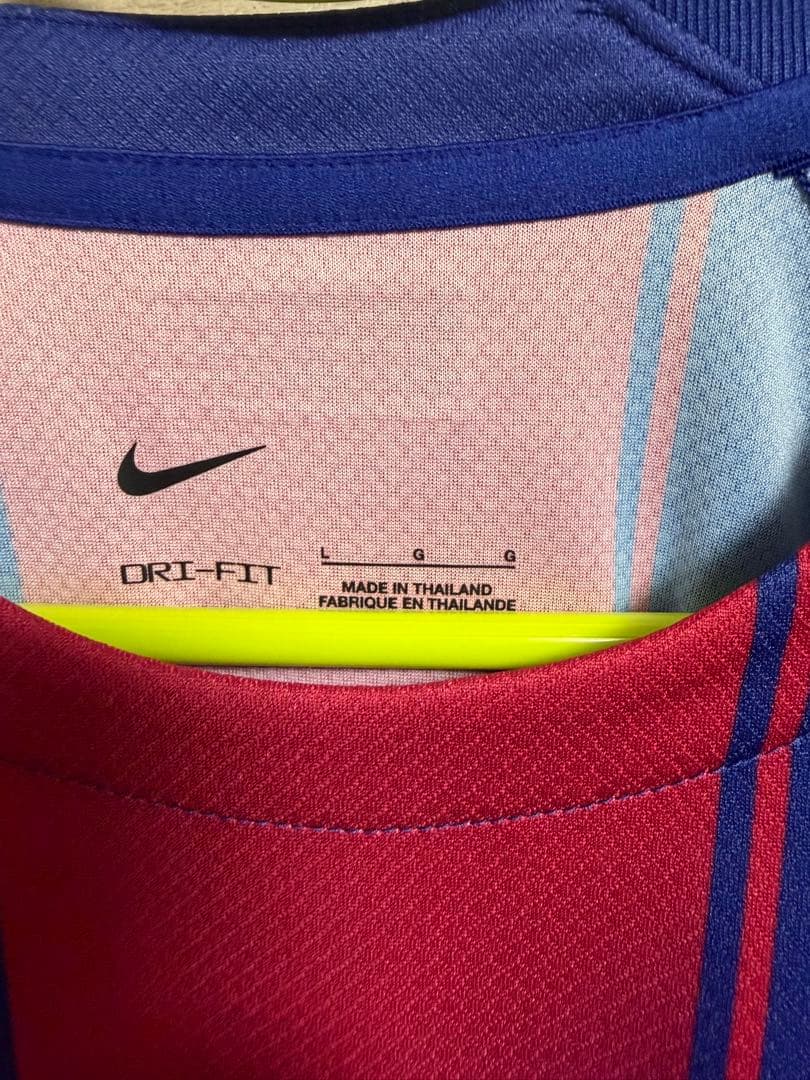 DRI-FIT
L G G
MADE IN THAILAND
FABRIQUE EN THAILANDE